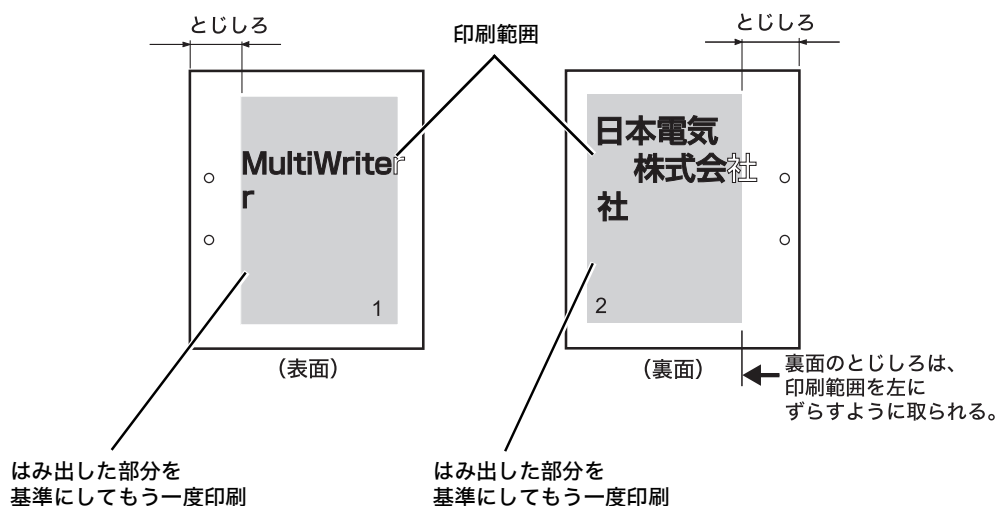 とじしろ
とじしろ
印刷範囲
MultiWriter
r
1
日本電気
株式会社
社
2
（表面）
（裏面）
裏面のとじしろは、
印刷範囲を左に
ずらすように取られる。
はみ出した部分を
基準にしてもう一度印刷
はみ出した部分を
基準にしてもう一度印刷